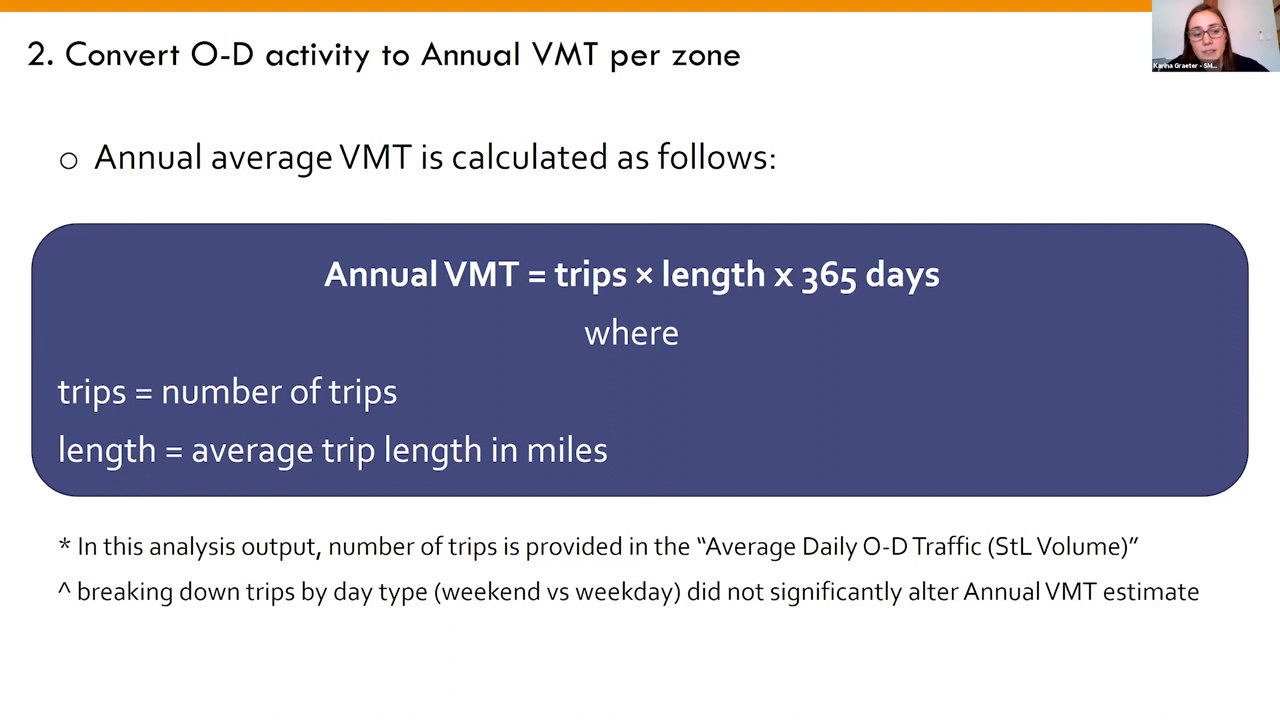 2. Convert O-D activity to Annual VMT per zone
Karina Graeter - SM...
o Annual average VMT is calculated as follows:
Annual VMT = trips × length x 365 days
where
trips = number of trips
length = average trip length in miles
* In this analysis output, number of trips is provided in the “Average Daily O-D Traffic (StL Volume)”
^ breaking down trips by day type (weekend vs weekday) did not significantly alter Annual VMT estimate